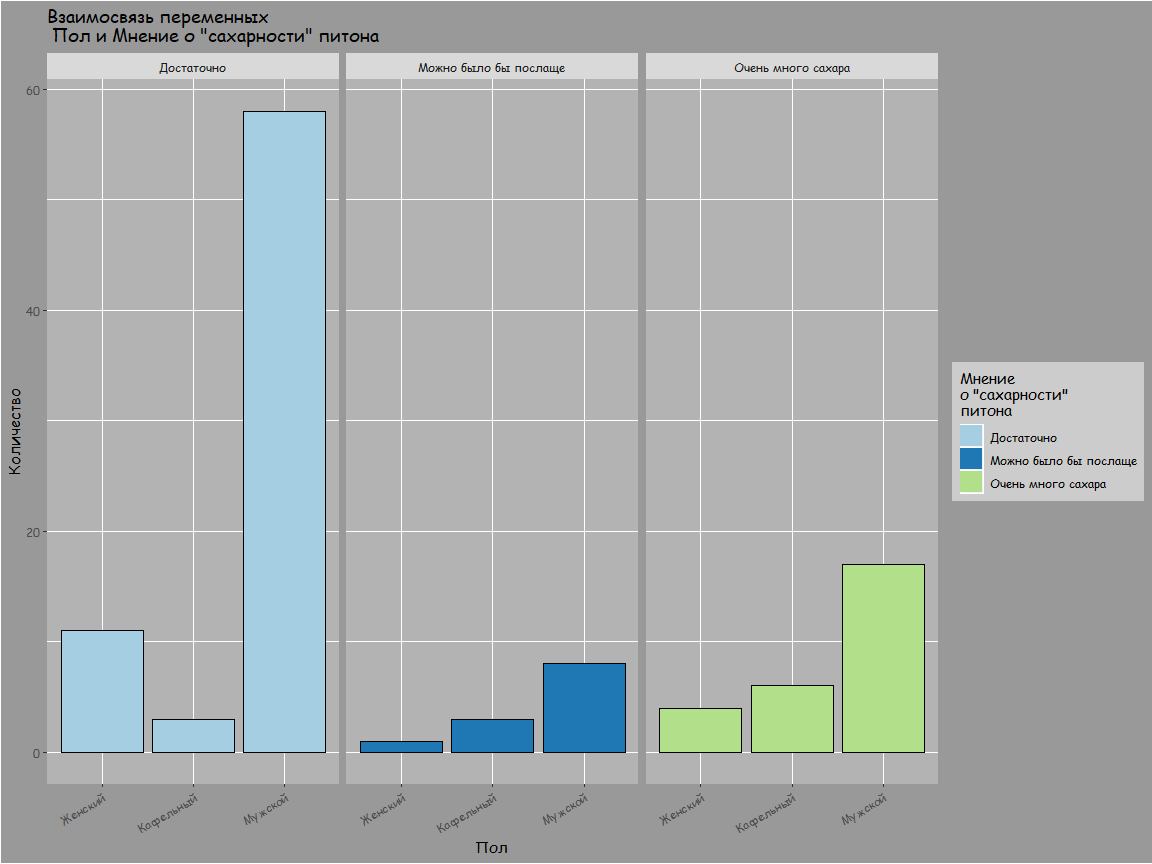 Взаимосвязь переменных
Пол и Мнение о "сахарности" питона
Достаточно
Можно было бы послаще
Очень много сахара
60
40
20
0
Количество
Женский
Кафельный
Мужской
Женский
Кафельный
Мужской
Женский
Кафельный
Мужской
Пол
Мнение
о "сахарности"
питона
Достаточно
Можно было бы послаще
Очень много сахара